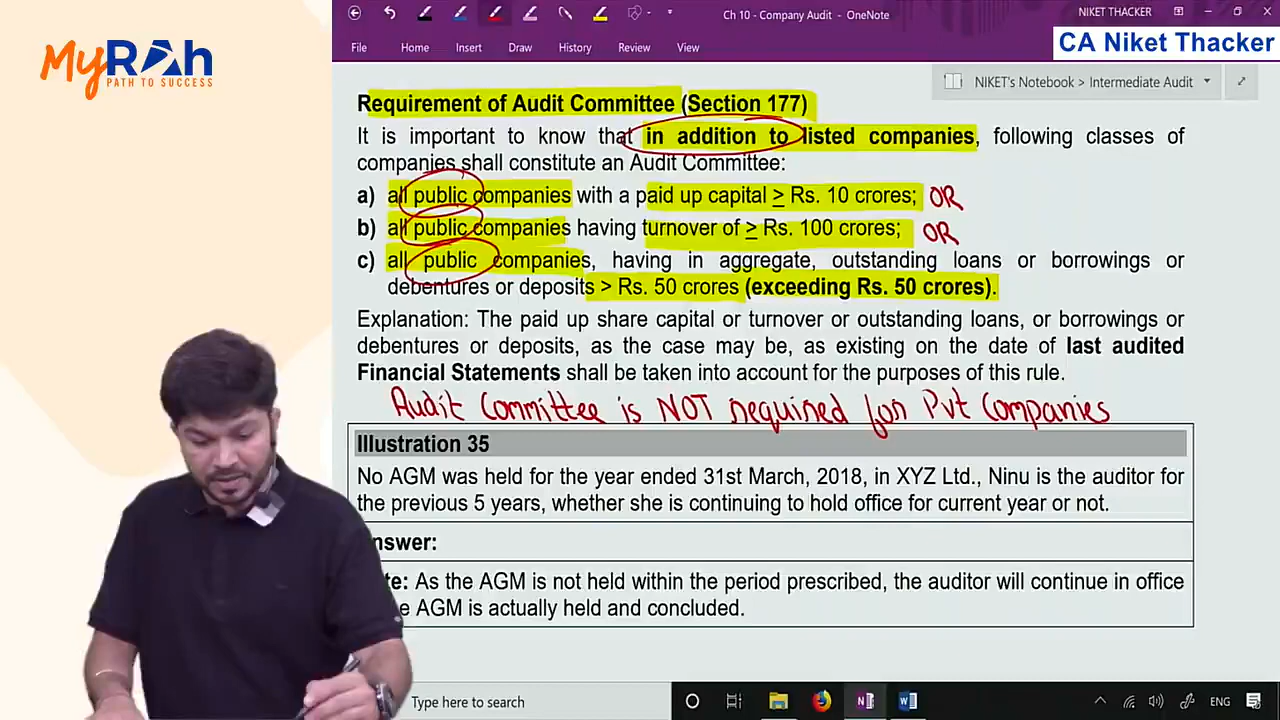 MyRAh
PATH TO SUCCESS
Ch 10 - Company Audit - OneNote
NIKET THACKER
File Home Insert Draw History Review View
CA Niket Thacker
NIKET's Notebook > Intermediate Audit
Requirement of Audit Committee (Section 177)
It is important to know that in addition to listed companies, following classes of
companies shall constitute an Audit Committee:
a) all public companies with a paid up capital ≥ Rs. 10 crores; OR
b) all public companies having turnover of ≥ Rs. 100 crores; OR
c) all public companies, having in aggregate, outstanding loans or borrowings or
debentures or deposits > Rs. 50 crores (exceeding Rs. 50 crores).
Explanation: The paid up share capital or turnover or outstanding loans, or borrowings or
debentures or deposits, as the case may be, as existing on the date of last audited
Financial Statements shall be taken into account for the purposes of this rule.
Audit Committee is NOT required for Pvt Companies
Illustration 35
No AGM was held for the year ended 31st March, 2018, in XYZ Ltd., Ninu is the auditor for
the previous 5 years, whether she is continuing to hold office for current year or not.
nswer:
te: As the AGM is not held within the period prescribed, the auditor will continue in office
e AGM is actually held and concluded.
Type here to search
ENG